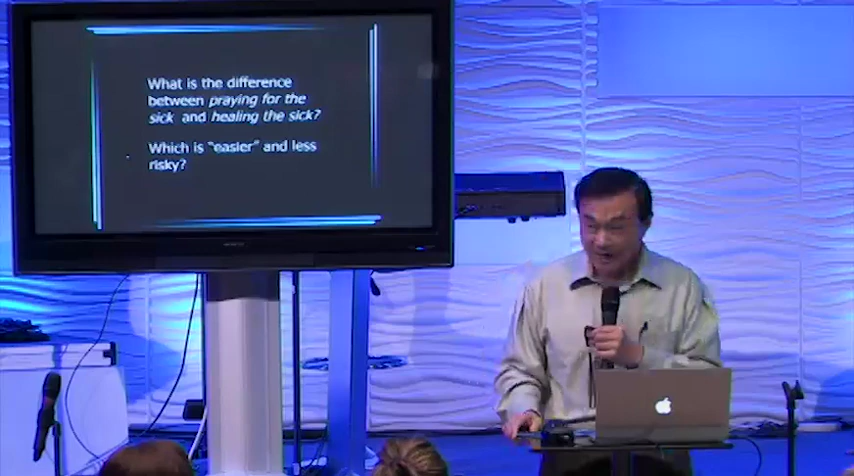 What is the difference
between praying for the
sick and healing the sick?
Which is "easier" and less
risky?